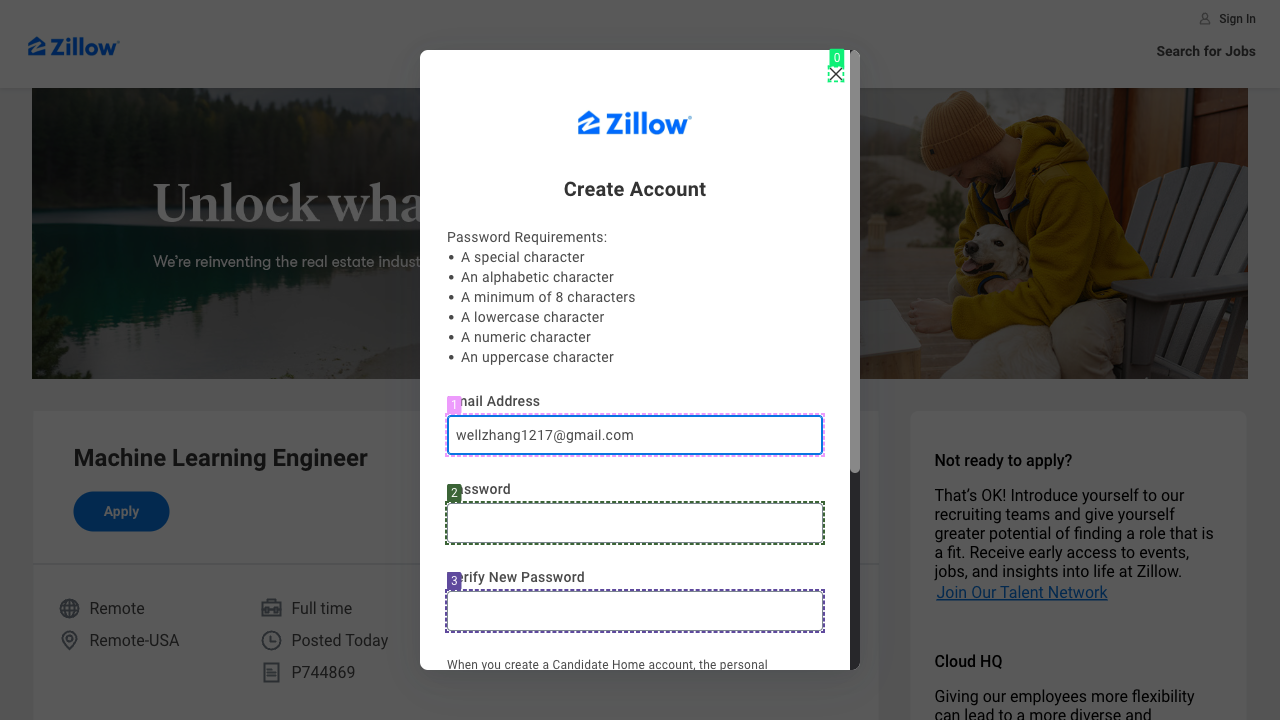 Sign In
Zillow
Search for Jobs
0
Zillow
Unlock wha
We're reinventing the real estate indust
Create Account
Password Requirements:
• A special character
• An alphabetic character
• A minimum of 8 characters
• A lowercase character
• A numeric character
• An uppercase character
1
mail Address
wellzhang1217@gmail.com
2
ssword
3
erify New Password
When you create a Candidate Home account, the personal
Machine Learning Engineer
Apply
Remote
Full time
Remote-USA
Posted Today
P744869
Not ready to apply?
That's OK! Introduce yourself to our
recruiting teams and give yourself
greater potential of finding a role that is
a fit. Receive early access to events,
jobs, and insights into life at Zillow.
Join Our Talent Network
Cloud HQ
Giving our employees more flexibility
can lead to a more diverse and